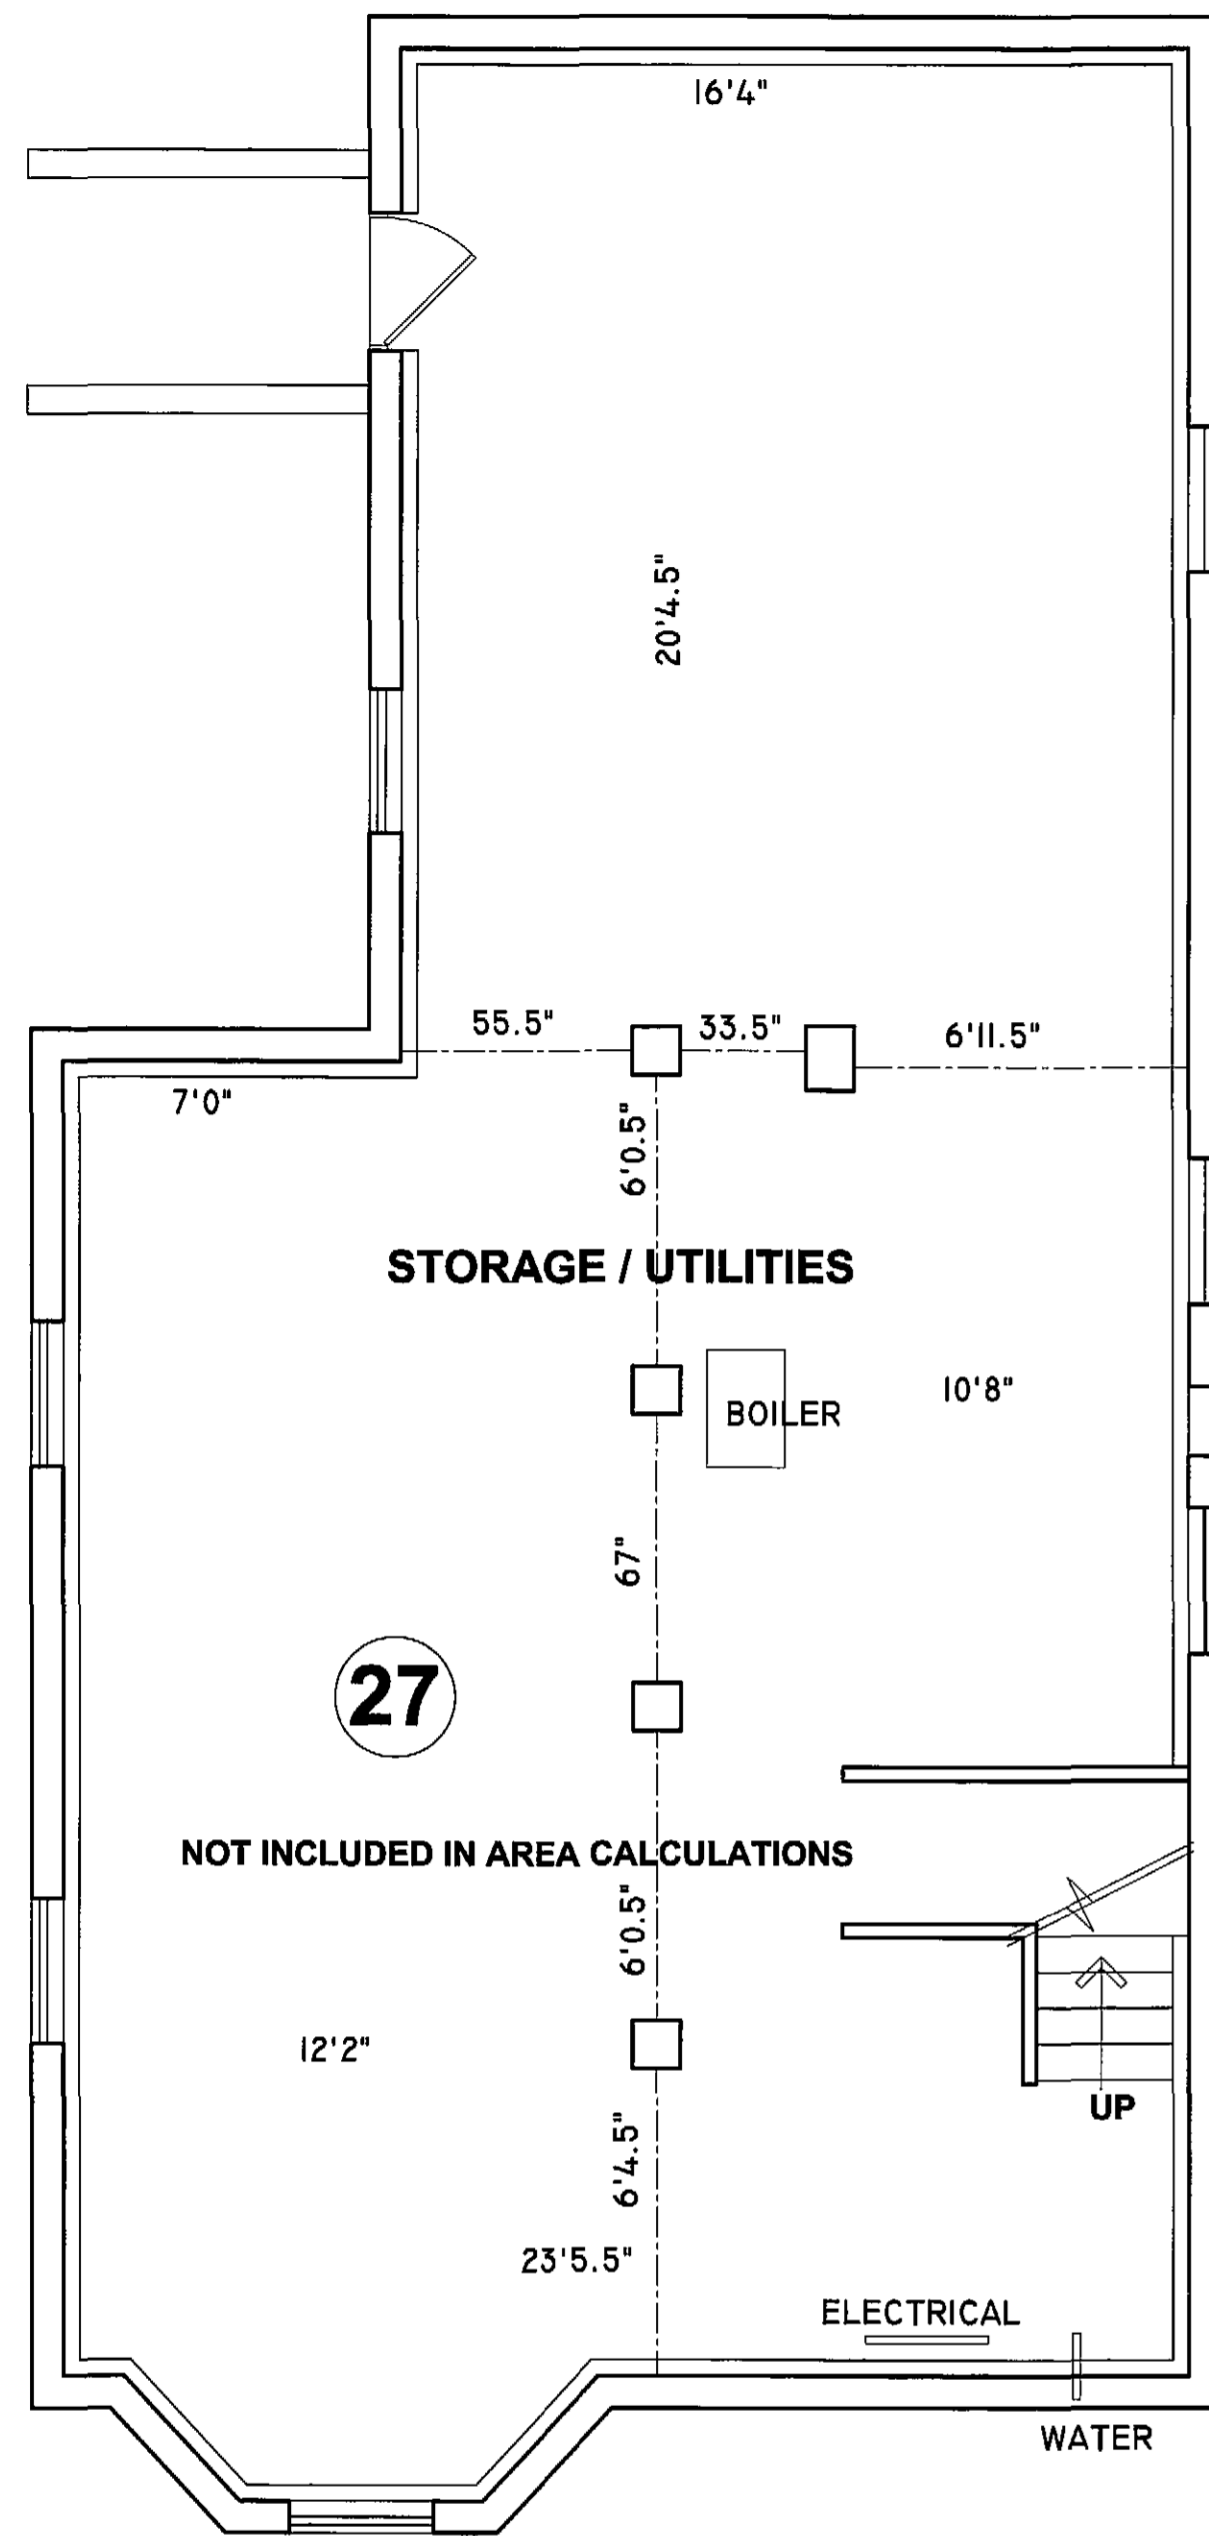 16'4"
20'4.5"
55.5"
33.5"
6'11.5"
7'0"
6'0.5"
STORAGE / UTILITIES
10'8"
BOILER
67"
27
NOT INCLUDED IN AREA CALCULATIONS
6'0.5"
12'2"
UP
6'4.5"
23'5.5"
ELECTRICAL
WATER